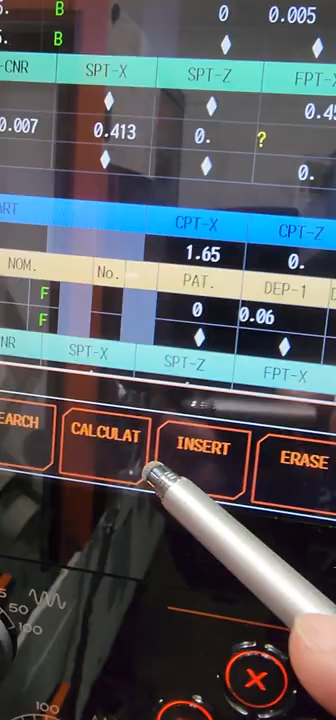 5. B 0 0.005
5. B ♦ ♦
-CNR SPT-X SPT-Z FPT-X
♦ ♦
0.007 0.413 0. ?
♦ ♦ 0.
ART CPT-X CPT-Z
1.65 0.
NOM. No. PAT. DEP-1
F 0 0.06
F ♦ ♦
NR SPT-X SPT-Z FPT-X
EARCH CALCULAT INSERT ERASE
50
100
X
100